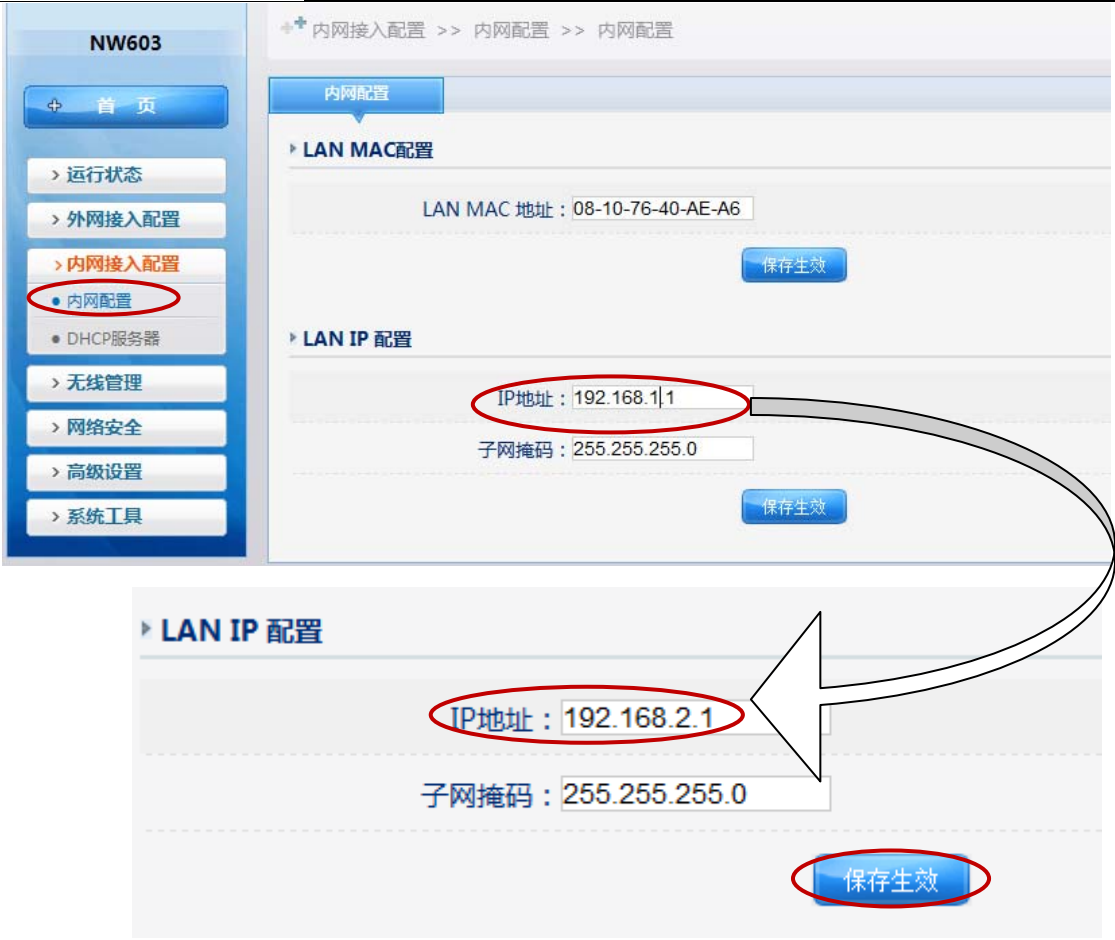 NW603
首 页
运行状态
外网接入配置
内网接入配置
内网配置
DHCP服务器
无线管理
网络安全
高级设置
系统工具
内网接入配置 >> 内网配置 >> 内网配置
内网配置
LAN MAC配置
LAN MAC 地址：08-10-76-40-AE-A6
保存生效
LAN IP 配置
IP地址：192.168.1.1
子网掩码：255.255.255.0
保存生效
LAN IP 配置
IP地址：192.168.2.1
子网掩码：255.255.255.0
保存生效